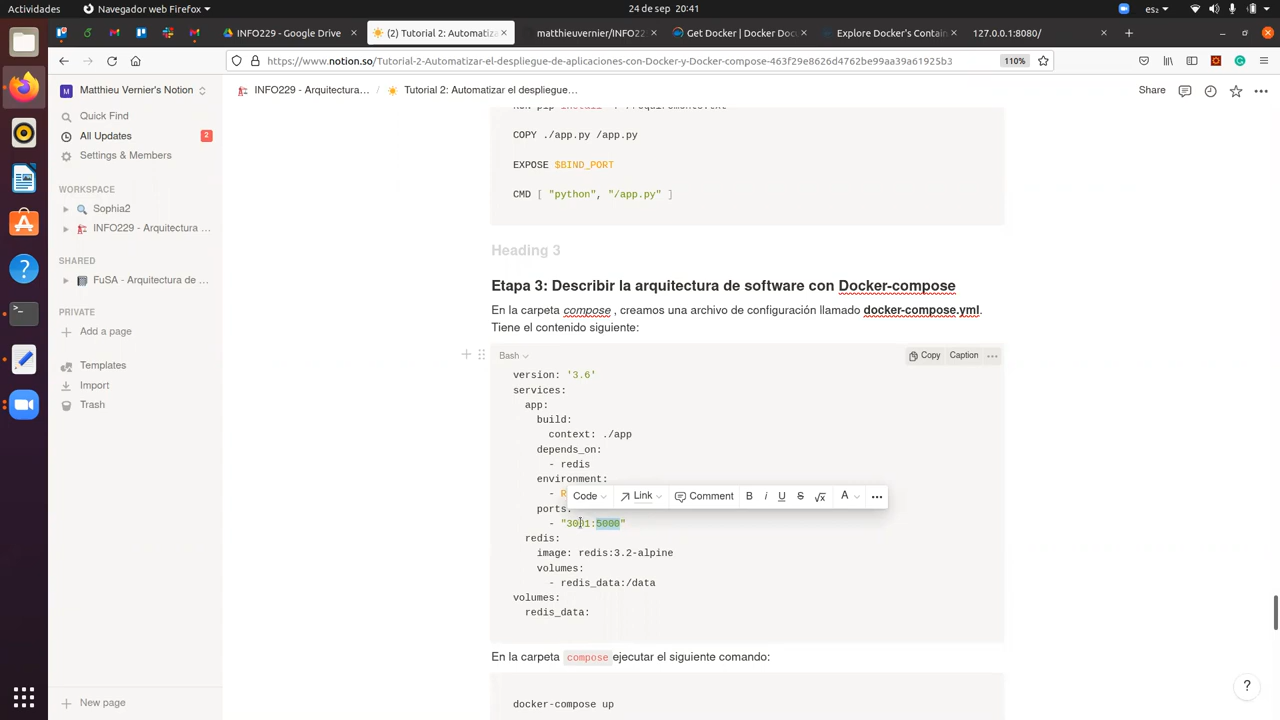 Actividades
Navegador web Firefox
24 de sep 20:41
es₂
INFO229 - Google Drive
(2) Tutorial 2: Automatiza
matthieuvernier/INFO22
Get Docker | Docker Doc
Explore Docker's Contain
127.0.0.1:8080/
https://www.notion.so/Tutorial-2-Automatizar-el-despliegue-de-aplicaciones-con-Docker-y-Docker-compose-463f29e8626d4762be99aa39a61925b3
110%
Matthieu Vernier's Notion
INFO229 - Arquitectura... / Tutorial 2: Automatizar el despliegue...
Share
Quick Find
All Updates
2
Settings & Members
WORKSPACE
Sophia2
INFO229 - Arquitectura ...
SHARED
FuSA - Arquitectura de ...
PRIVATE
Add a page
Templates
Import
Trash
New page
COPY ./app.py /app.py
EXPOSE $BIND_PORT
CMD [ "python", "/app.py" ]
Heading 3
Etapa 3: Describir la arquitectura de software con Docker-compose
En la carpeta compose , creamos una archivo de configuración llamado docker-compose.yml.
Tiene el contenido siguiente:
Bash
Copy
Caption
version: '3.6'
services:
app:
build:
context: ./app
depends_on:
- redis
environment:
- R
Code
Link
Comment
B
i
U
S
√x
A
ports:
- "3001:5000"
redis:
image: redis:3.2-alpine
volumes:
- redis_data:/data
volumes:
redis_data:
En la carpeta compose ejecutar el siguiente comando:
docker-compose up
?